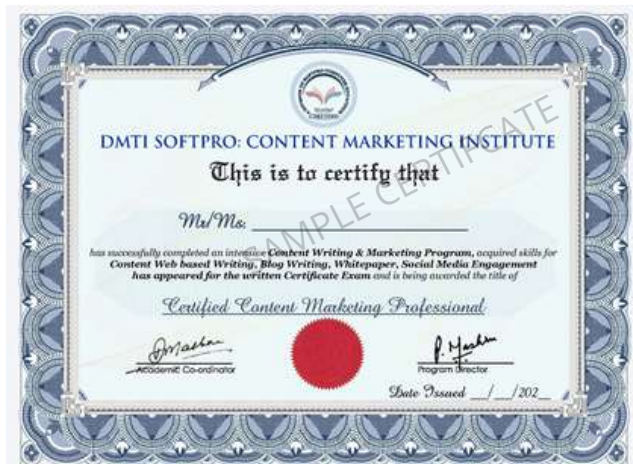 DMTI SOFTPRO: CONTENT MARKETING INSTITUTE
This is to certify that
Mr/Ms.
has successfully completed an intensive Content Writing & Marketing Program, acquired skills for
Content Web based Writing, Blog Writing, Whitepaper, Social Media Engagement
has appeared for the written Certificate Exam and is being awarded the title of
Certified Content Marketing Professional
Academic Co-ordinator
Program Director
Date Issued __/__/202__
SAMPLE CERTIFCATE